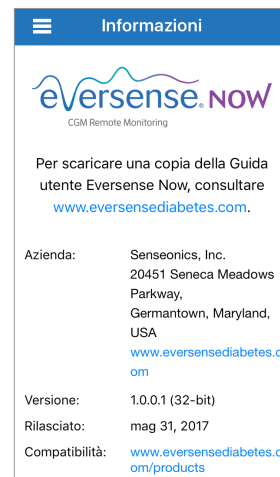 Informazioni
eversense. NOW
CGM Remote Monitoring
Per scaricare una copia della Guida
utente Eversense Now, consultare
www.eversensediabetes.com.
Azienda: Senseonics, Inc.
20451 Seneca Meadows
Parkway,
Germantown, Maryland,
USA
www.eversensediabetes.c
om
Versione: 1.0.0.1 (32-bit)
Rilasciato: mag 31, 2017
Compatibilità: www.eversensediabetes.c
om/products